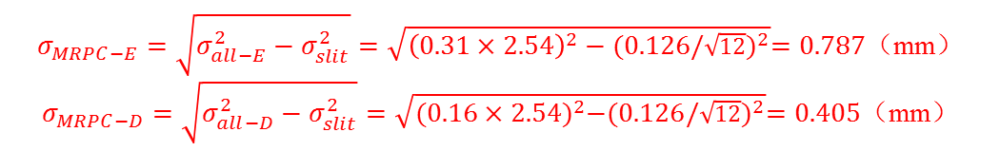 σ_{MRPC−E} = √(σ²_{all−E} − σ²_{slit}) = √((0.31 × 2.54)² − (0.126/√12)²) = 0.787（mm）
σ_{MRPC−D} = √(σ²_{all−D} − σ²_{slit}) = √((0.16 × 2.54)²−(0.126/√12)²) = 0.405（mm）